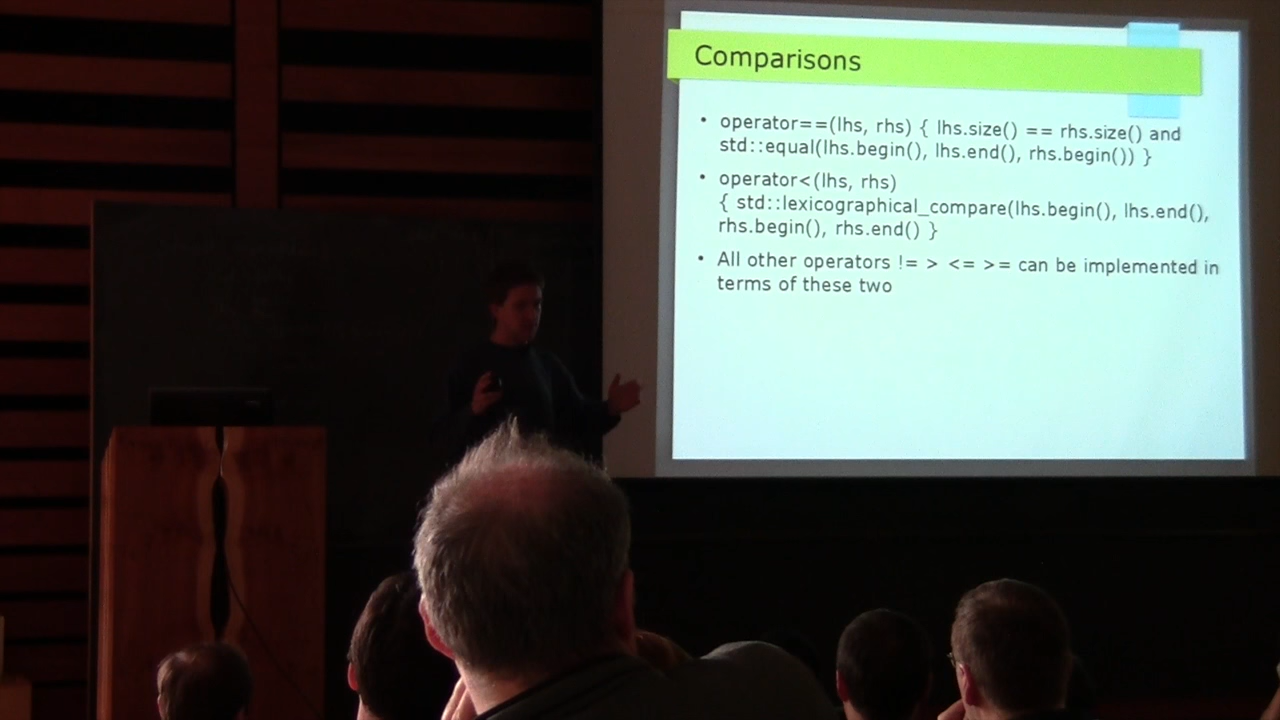 Comparisons
• operator==(lhs, rhs) { lhs.size() == rhs.size() and
std::equal(lhs.begin(), lhs.end(), rhs.begin()) }
• operator<(lhs, rhs)
{ std::lexicographical_compare(lhs.begin(), lhs.end(),
rhs.begin(), rhs.end() }
• All other operators != > <= >= can be implemented in
terms of these two